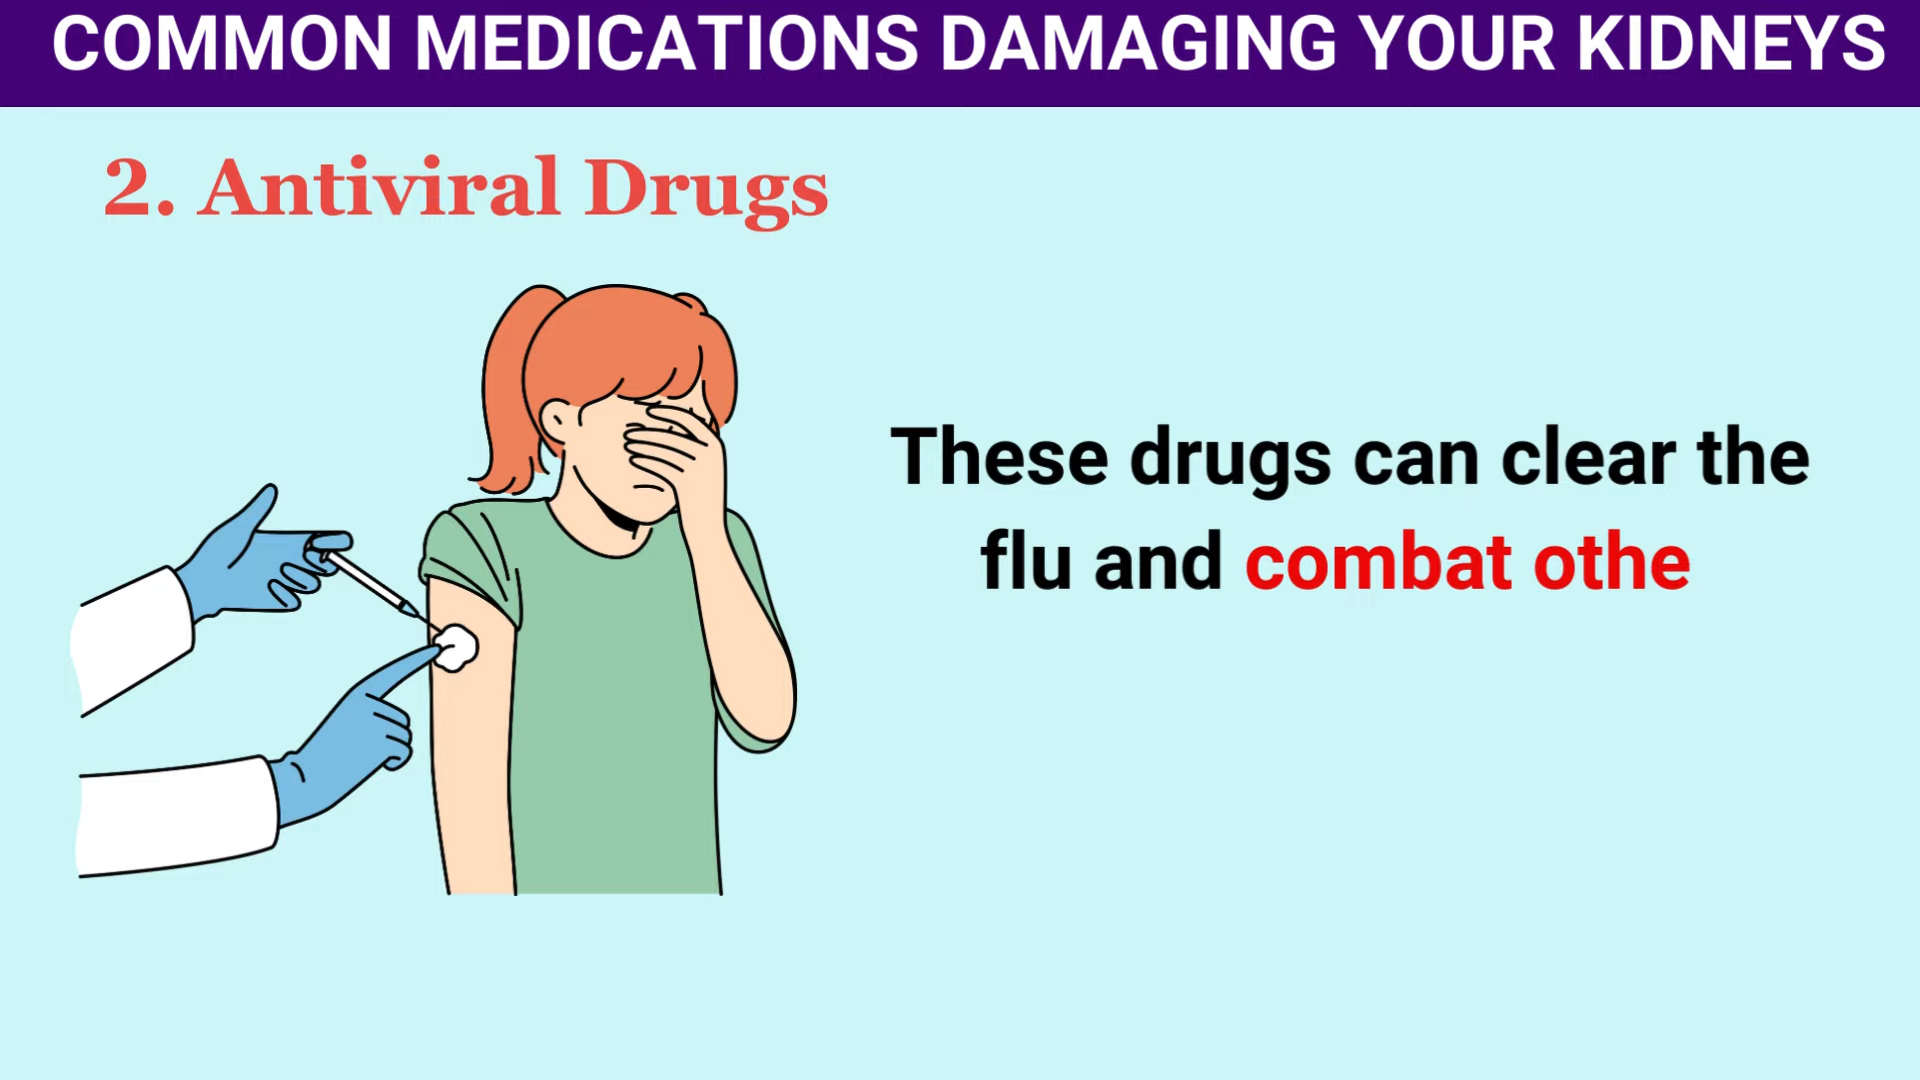 COMMON MEDICATIONS DAMAGING YOUR KIDNEYS
2. Antiviral Drugs
These drugs can clear the
flu and combat othe